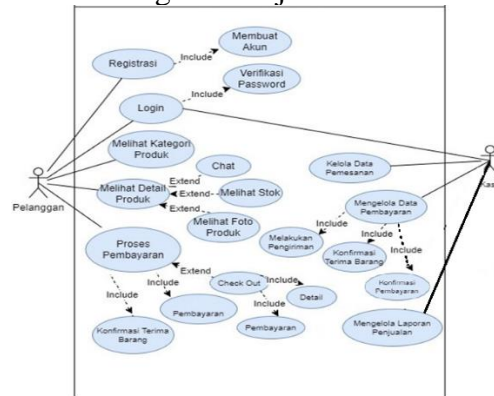 Membuat
Akun
Registrasi
Include
Verifikasi
Password
Login
Include
Melihat Kategori
Produk
Chat
Kelola Data
Pemesanan
Extend
Melihat Detail
Produk
Extend
Melihat Stok
Pelanggan
Mengelola Data
Pembayaran
Kas
Extend
Melihat Foto
Produk
Include
Melakukan
Pengiriman
Include
Konfirmasi
Terima Barang
Include
Proses
Pembayaran
Extend
Check Out
Include
Detail
Konfirmasi
Pembayaran
Include
Include
Include
Pembayaran
Pembayaran
Konfirmasi Terima
Barang
Mengelola Laporan
Penjualan